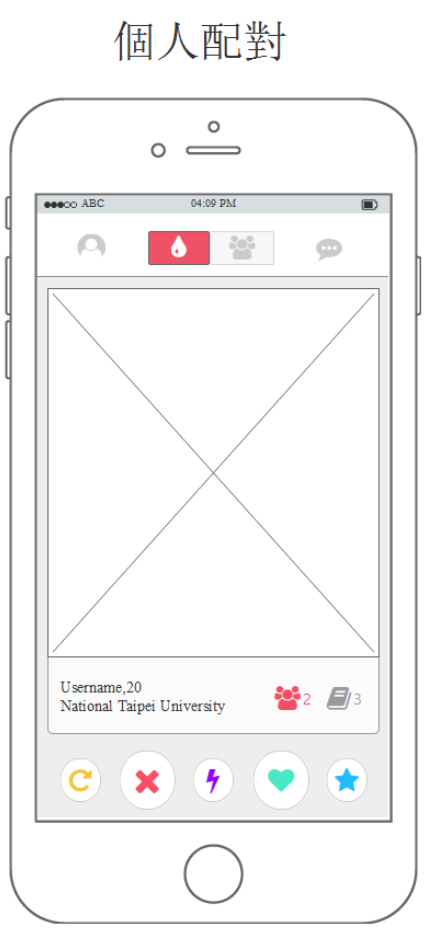 個人配對
ABC 04:09 PM
Username,20
National Taipei University
2 3